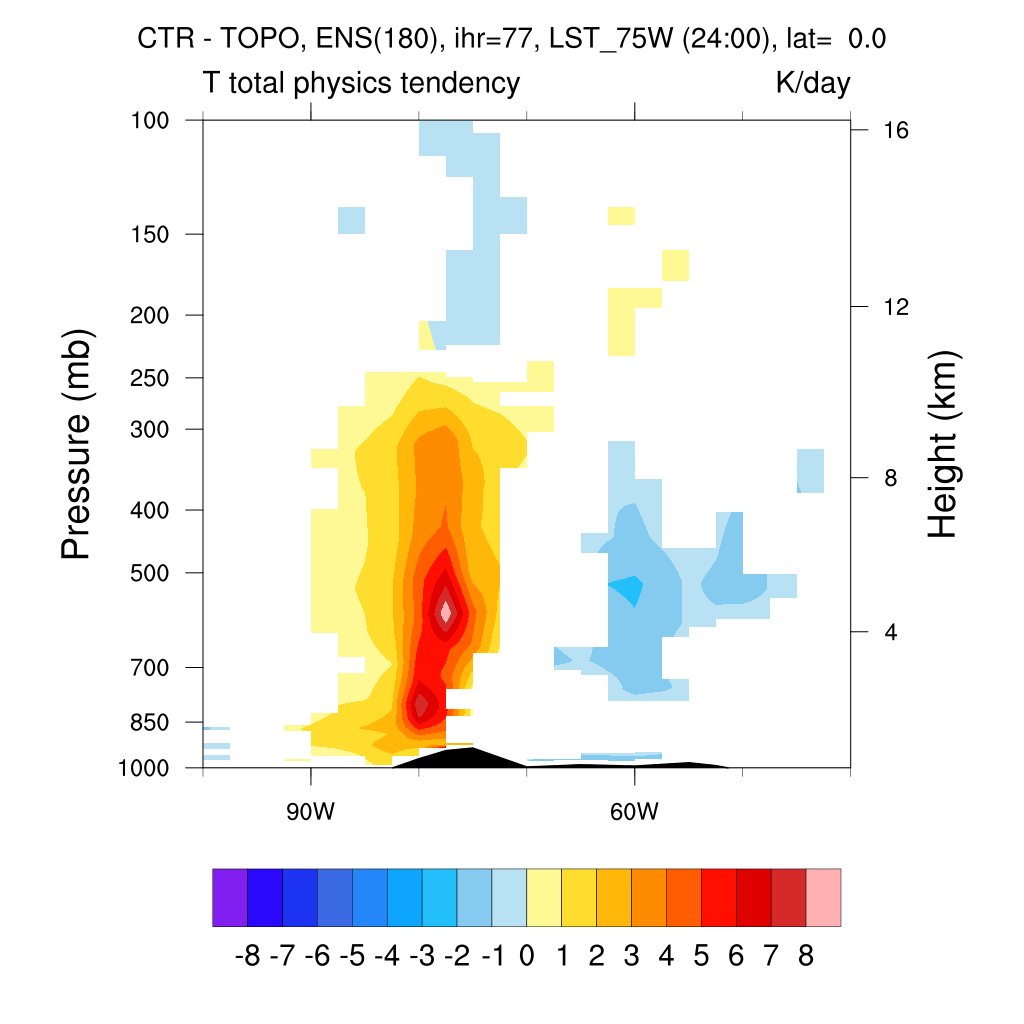 CTR - TOPO, ENS(180), ihr=77, LST_75W (24:00), lat=  0.0
T total physics tendency K/day
100
150
200
250
300
400
500
700
850
1000
Pressure (mb)
16
12
8
4
Height (km)
90W 60W
-8 -7 -6 -5 -4 -3 -2 -1 0 1 2 3 4 5 6 7 8